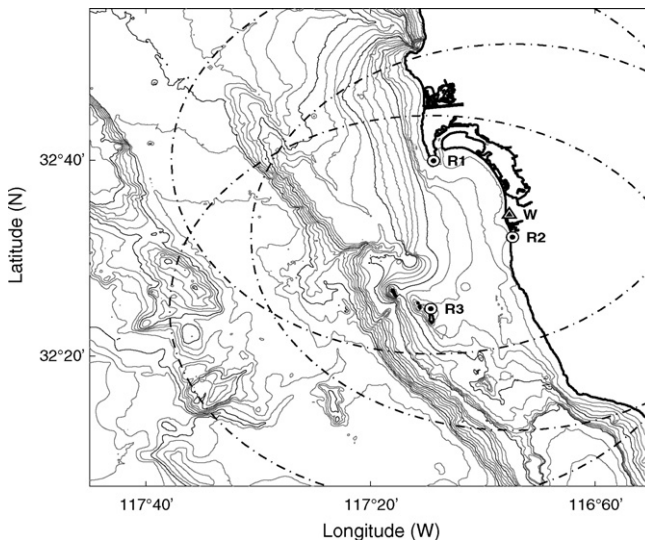 Latitude (N)
32°40'
32°20'
R1
W
R2
R3
117°40'
117°20'
116°60'
Longitude (W)